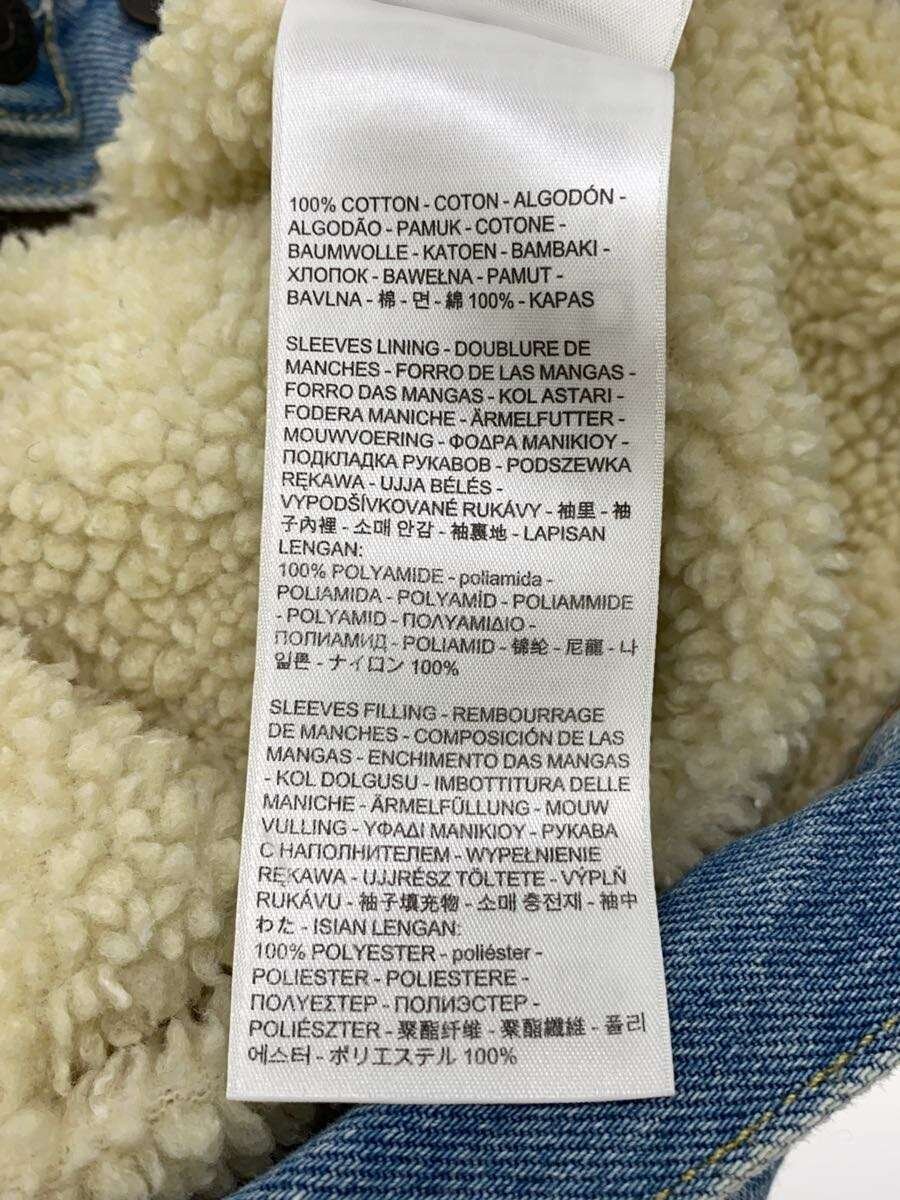 100% COTTON - COTON - ALGODÓN -
ALGODÃO - PAMUK - COTONE -
BAUMWOLLE - KATOEN - BAMBAKI -
ХЛОПОК - BAWEŁNA - PAMUT -
BAVLNA - 棉 - 면 - 綿 100% - KAPAS
SLEEVES LINING - DOUBLURE DE
MANCHES - FORRO DE LAS MANGAS -
FORRO DAS MANGAS - KOL ASTARI -
FODERA MANICHE - ÄRMELFUTTER -
MOUWVOERING - ΦΟΔΡΑ ΜΑΝΙΚΙΟΥ -
ПОДКЛАДКА РУКАВОВ - PODSZEWKA
RĘKAWA - UJJA BÉLÉS -
VYPODŠÍVKOVANÉ RUKÁVY - 袖里 - 袖
子內裡 - 소매 안감 - 袖裏地 - LAPISAN
LENGAN:
100% POLYAMIDE - poliamida -
POLIAMIDA - POLYAMİD - POLIAMMIDE
- POLYAMID - ΠΟΛΥΑΜΙΔΙΟ -
ПОЛИАМИД - POLIAMID - 锦纶 - 尼龍 - 나
일론 - ナイロン 100%
SLEEVES FILLING - REMBOURRAGE
DE MANCHES - COMPOSICIÓN DE LAS
MANGAS - ENCHIMENTO DAS MANGAS
- KOL DOLGUSU - IMBOTTITURA DELLE
MANICHE - ÄRMELFÜLLUNG - MOUW
VULLING - ΥΦΑΔΙ ΜΑΝΙΚΙΟΥ - РУКАВА
С НАПОЛНИТЕЛЕМ - WYPEŁNIENIE
RĘKAWA - UJJRÉSZ TÖLTETE - VÝPLŇ
RUKÁVU - 袖子填充物 - 소매 충전재 - 袖中
わた - ISIAN LENGAN:
100% POLYESTER - poliéster -
POLIESTER - POLIESTERE -
ΠΟΛΥΕΣΤΕΡ - ПОЛИЭСТЕР -
POLIÉSZTER - 聚酯纤维 - 聚酯纖維 - 폴리
에스터 - ポリエステル 100%